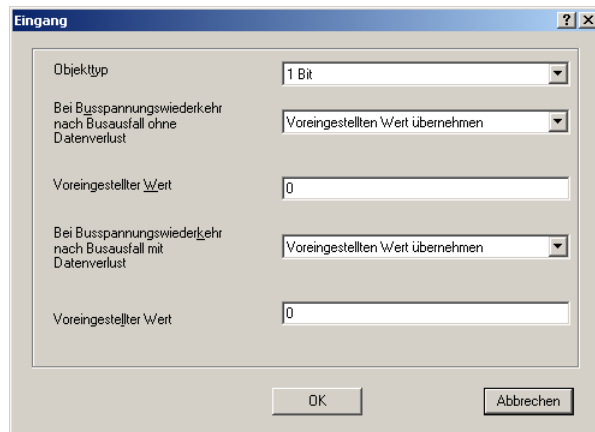 Eingang
Objekttyp
1 Bit
Bei Busspannungswiederkehr
nach Busausfall ohne
Datenverlust
Voreingestellten Wert übernehmen
Voreingestellter Wert
0
Bei Busspannungswiederkehr
nach Busausfall mit
Datenverlust
Voreingestellten Wert übernehmen
Voreingestellter Wert
0
OK
Abbrechen